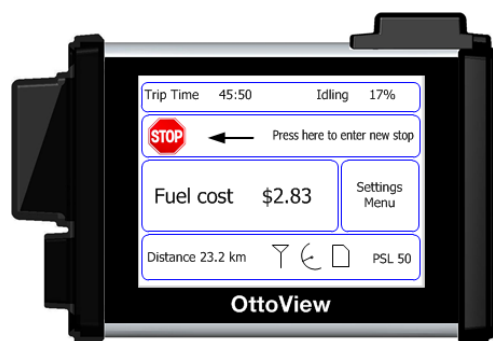 Trip Time 45:50 Idling 17%
STOP Press here to enter new stop
Fuel cost $2.83
Settings
Menu
Distance 23.2 km PSL 50
OttoView